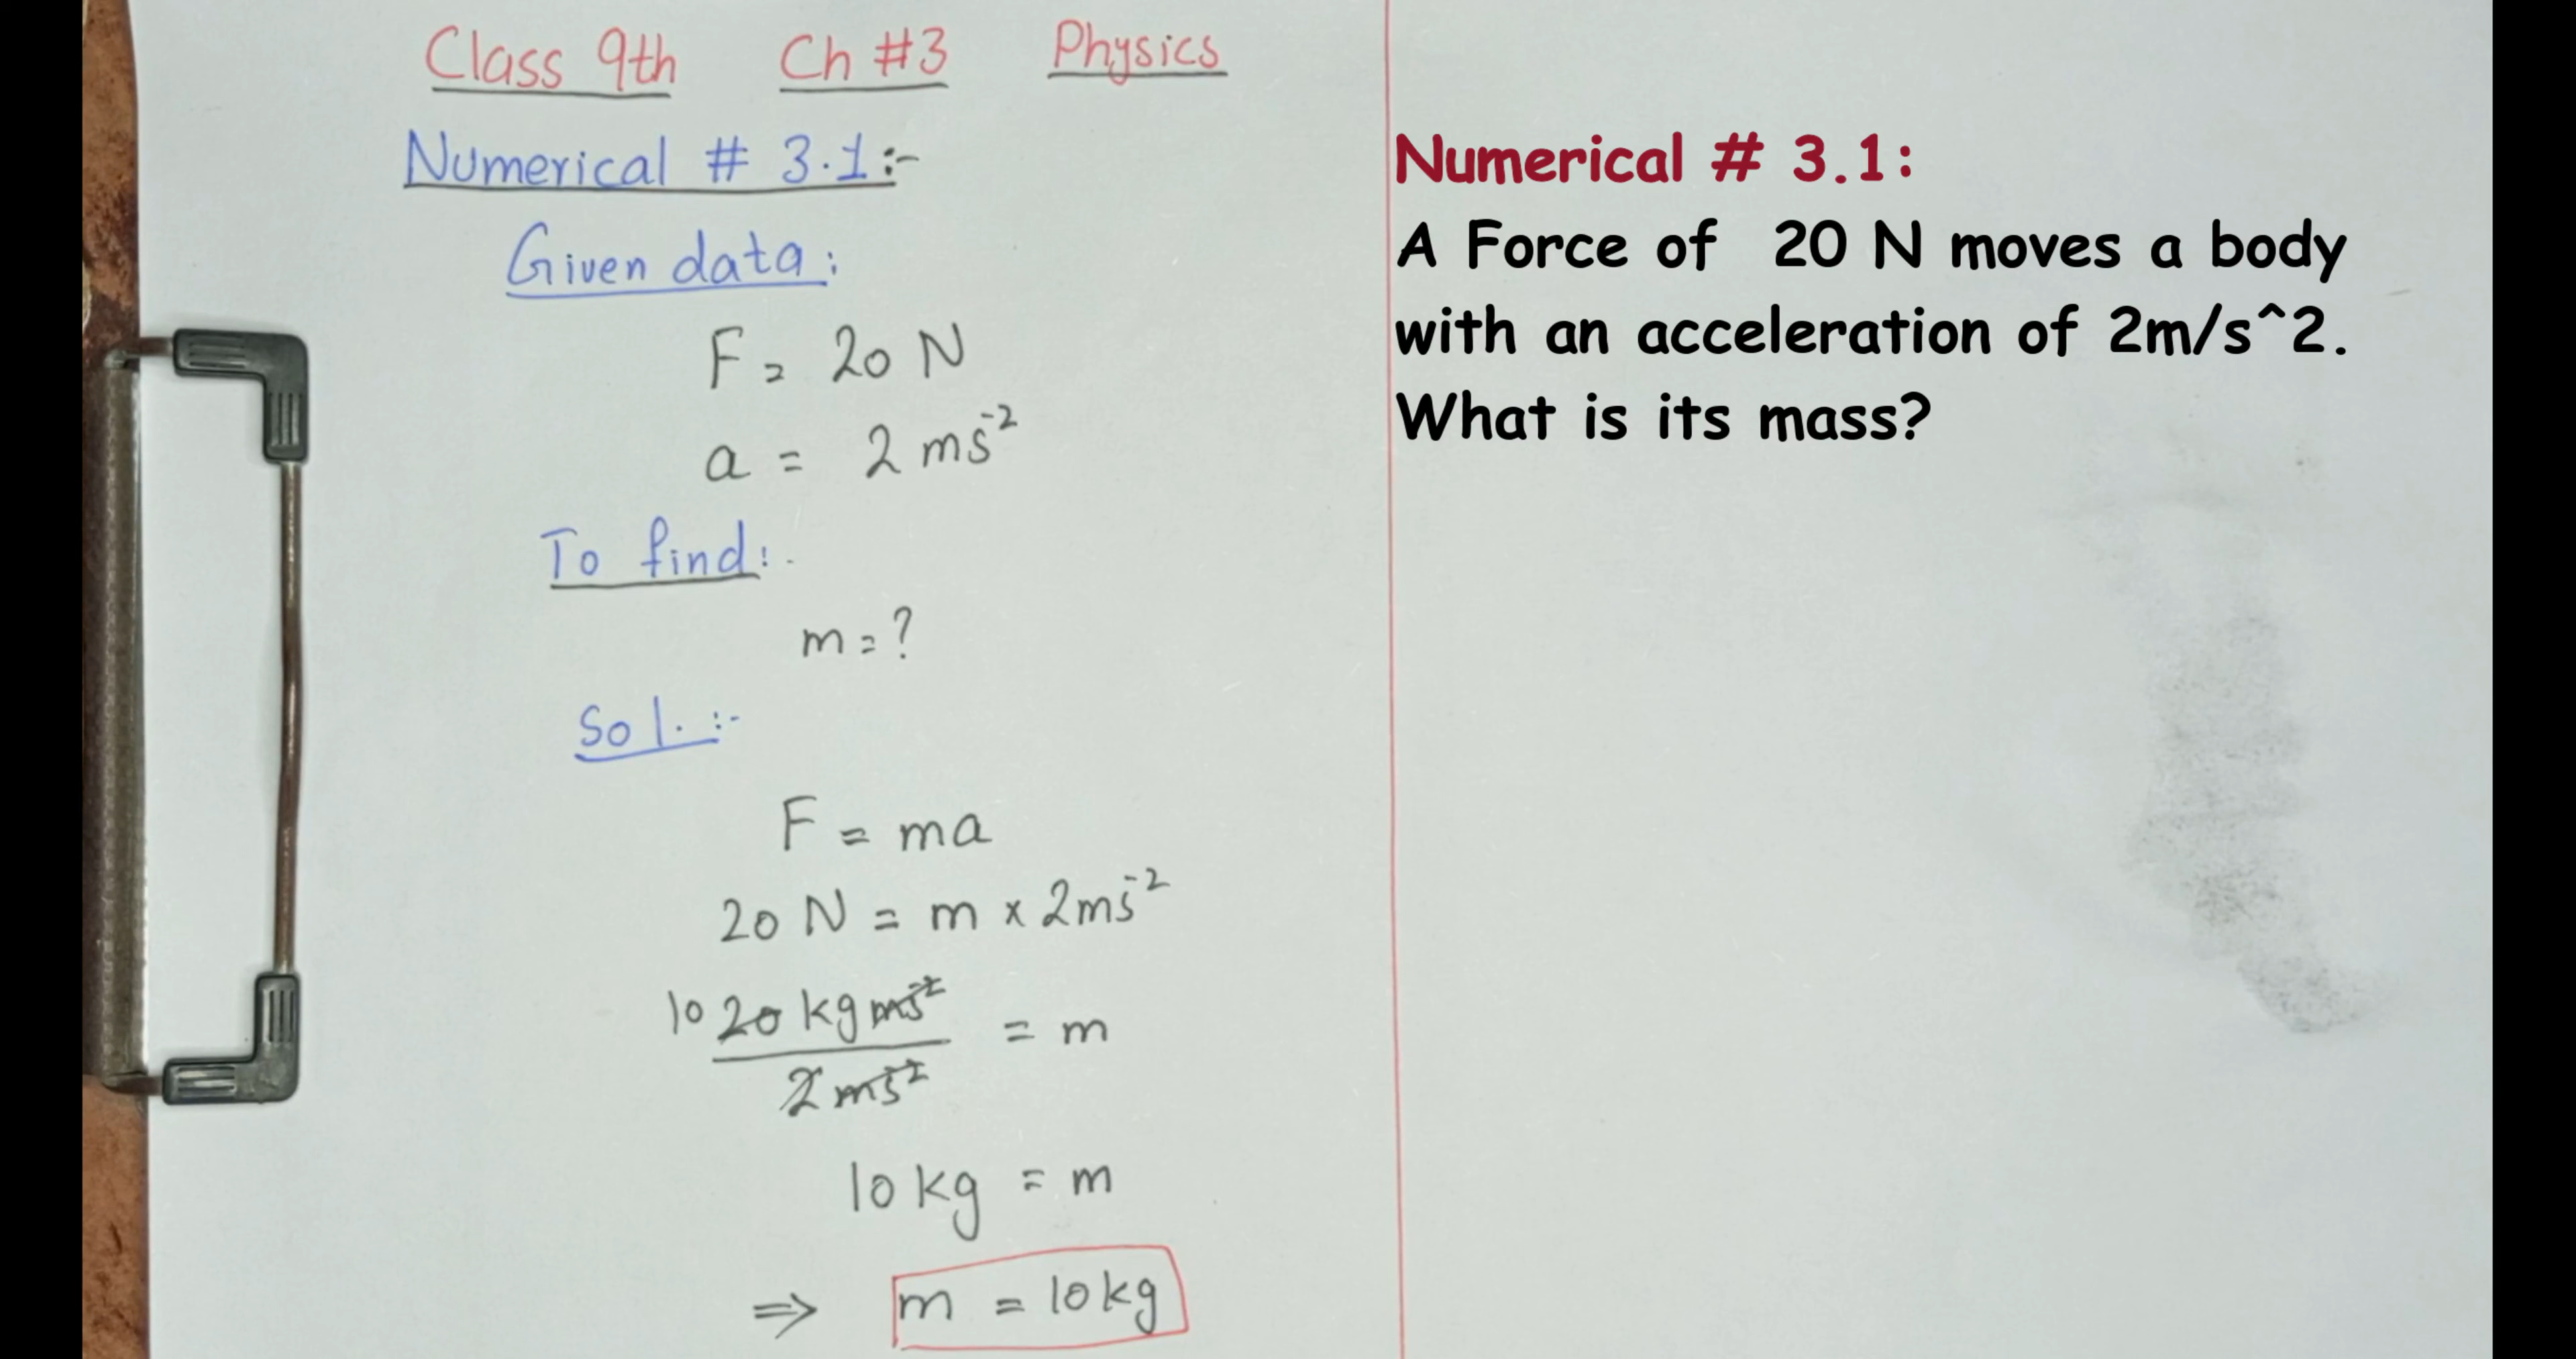 Class 9th Ch #3 Physics
Numerical # 3.1:-
Given data:
F = 20 N
a = 2 ms⁻²
To find:-
m = ?
Sol. :-
F = ma
20 N = m × 2ms⁻²
10 20 kg ms⁻²
= m
2 ms⁻²
10 kg = m
⇒ m = 10 kg
Numerical # 3.1:
A Force of 20 N moves a body
with an acceleration of 2m/s^2.
What is its mass?